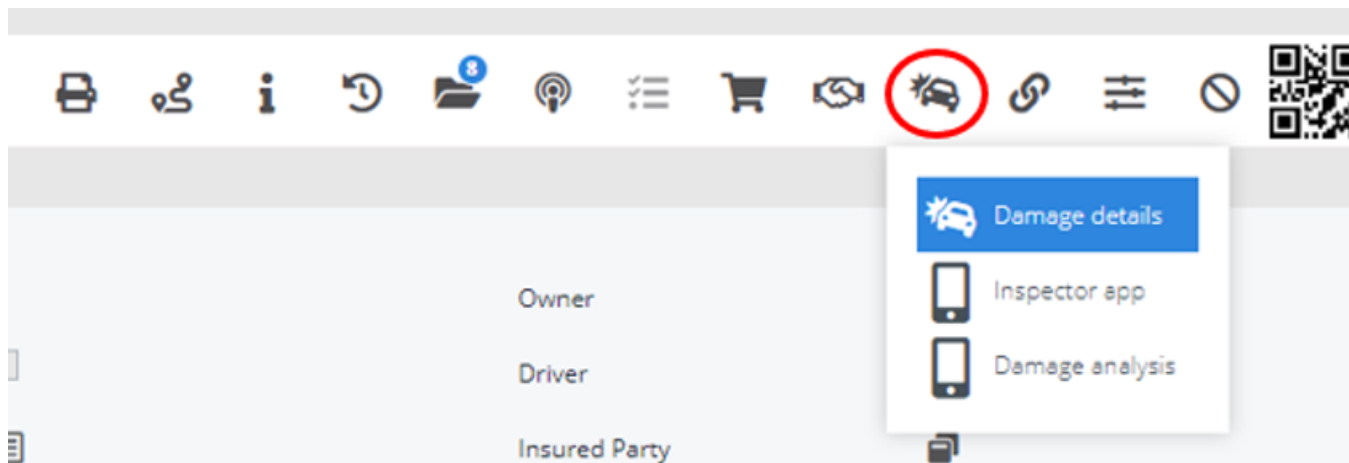 8
Damage details
Owner
Inspector app
Driver
Damage analysis
Insured Party